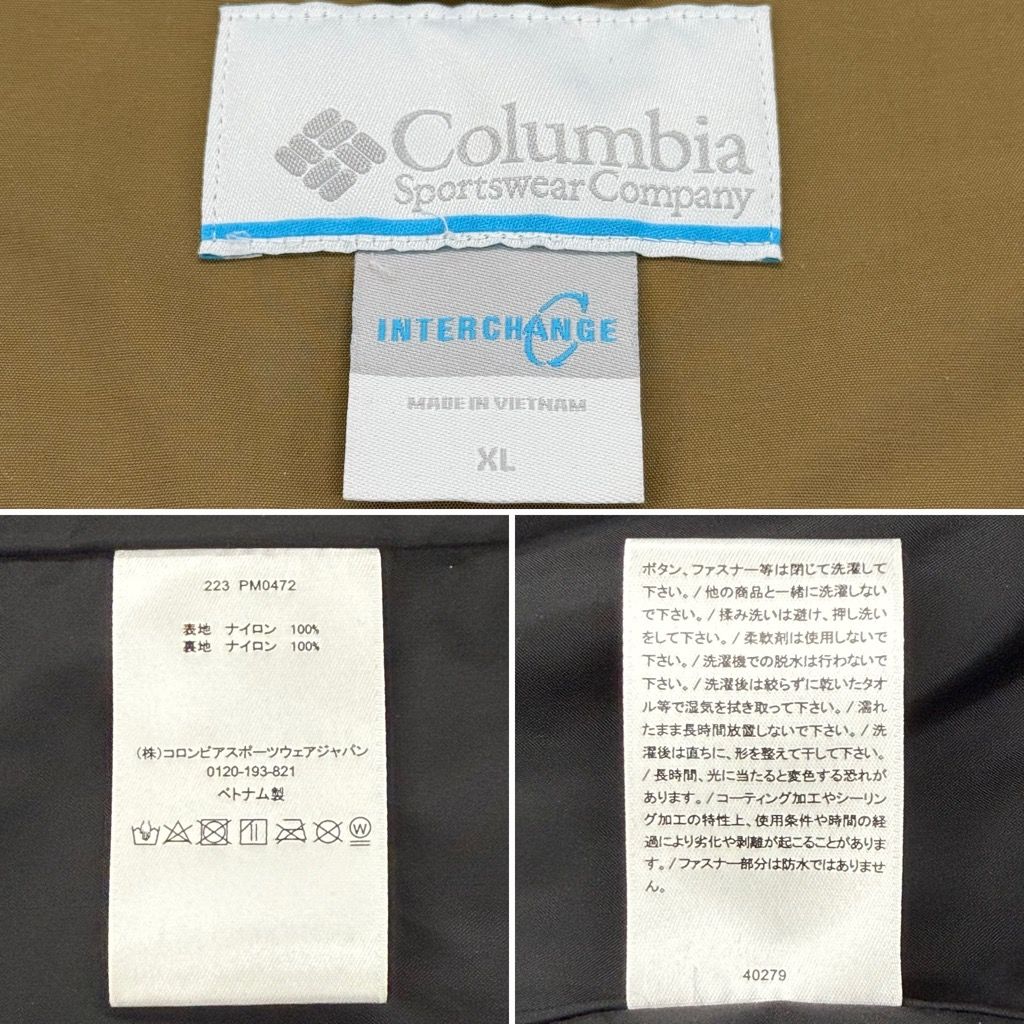 Columbia
Sportswear Company
INTERCHANGE
MADE IN VIETNAM
XL
223 PM0472
表地 ナイロン 100%
裏地 ナイロン 100%
(株)コロンビアスポーツウェアジャパン
0120-193-821
ベトナム製
W
ボタン、ファスナー等は閉じて洗濯して
下さい。/他の商品と一緒に洗濯しない
で下さい。/揉み洗いは避け、押し洗い
をして下さい。/柔軟剤は使用しないで
下さい。/洗濯機での脱水は行わないで
下さい。/洗濯後は絞らずに乾いたタオ
ル等で湿気を拭き取って下さい。/濡れ
たまま長時間放置しないで下さい。/洗
濯後は直ちに、形を整えて干して下さい。
/長時間、光に当たると変色する恐れが
あります。/コーティング加工やシーリン
グ加工の特性上、使用条件や時間の経
過により劣化や剥離が起こることがありま
す。/ファスナー部分は防水ではありませ
ん。
40279